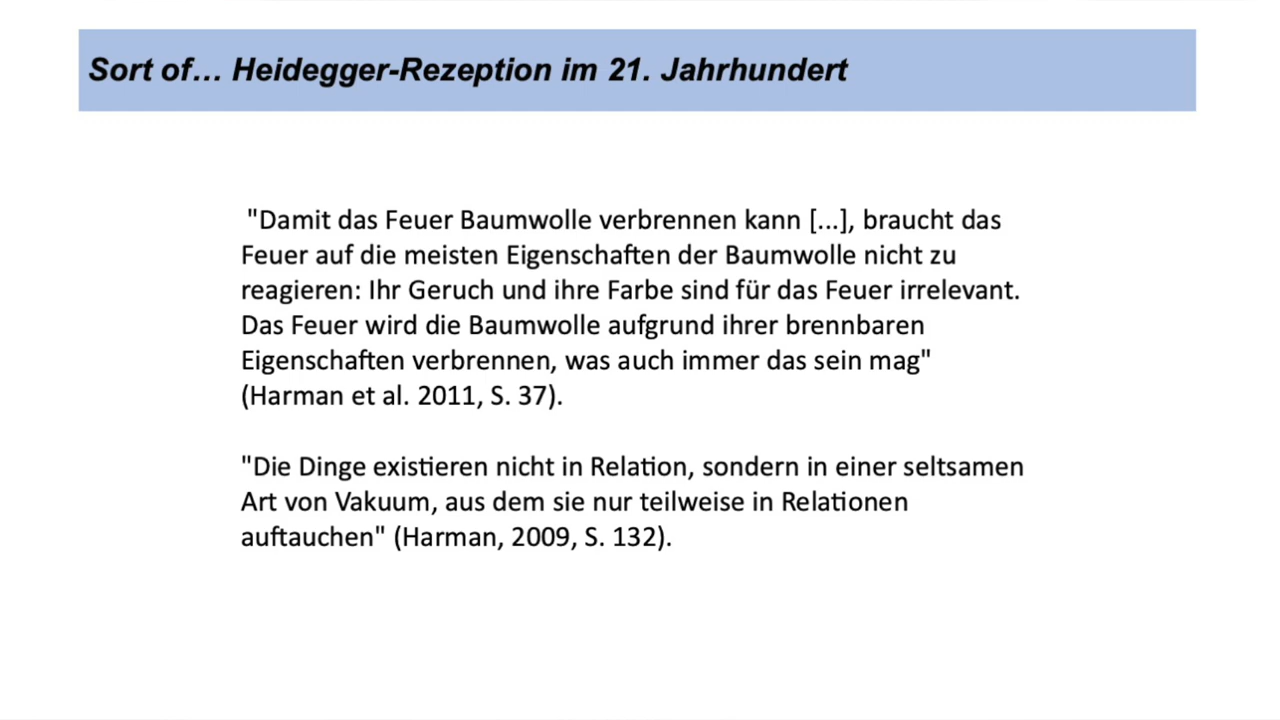 Sort of... Heidegger-Rezeption im 21. Jahrhundert
"Damit das Feuer Baumwolle verbrennen kann [...], braucht das
Feuer auf die meisten Eigenschaften der Baumwolle nicht zu
reagieren: Ihr Geruch und ihre Farbe sind für das Feuer irrelevant.
Das Feuer wird die Baumwolle aufgrund ihrer brennbaren
Eigenschaften verbrennen, was auch immer das sein mag"
(Harman et al. 2011, S. 37).
"Die Dinge existieren nicht in Relation, sondern in einer seltsamen
Art von Vakuum, aus dem sie nur teilweise in Relationen
auftauchen" (Harman, 2009, S. 132).